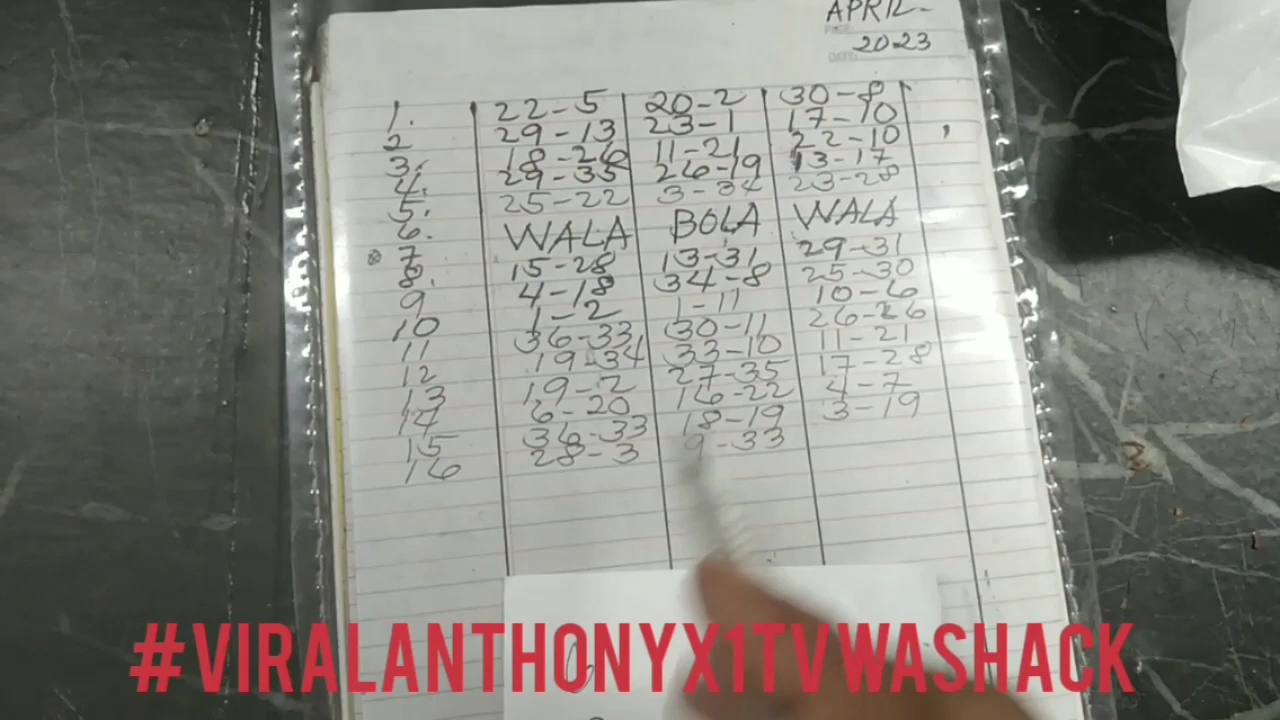 APRIL
PAGE:
2023
DATE:
1. 22-5 20-2 30-8
2 29-13 23-1 17-10
3. 18-26 11-21 22-10
4. 29-35 26-19 13-17
5. 25-22 3-34 23-28
6. WALA BOLA WALA
7
8. 15-28 13-31 29-31
9 4-18 34-8 25-30
10 1-2 1-11 10-6
11 36-33 30-11 26-26
12 19-34 33-10 11-21
13 19-2 27-35 17-28
14 6-20 16-22 4-7
15 36-33 18-19 3-19
16 28-3 9-33
#VIRALANTHONYX1TVWASHACK